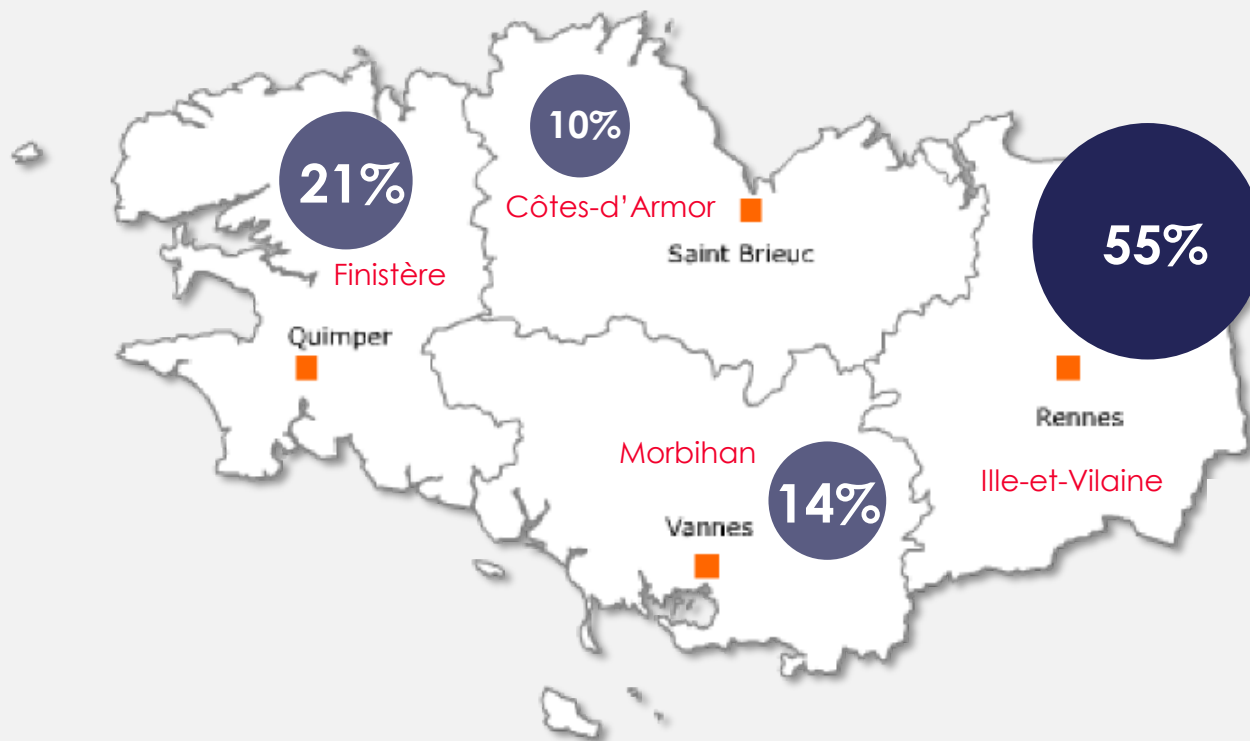 10%
21%
Côtes-d’Armor
55%
Saint Brieuc
Finistère
Quimper
Rennes
Morbihan
Ille-et-Vilaine
14%
Vannes